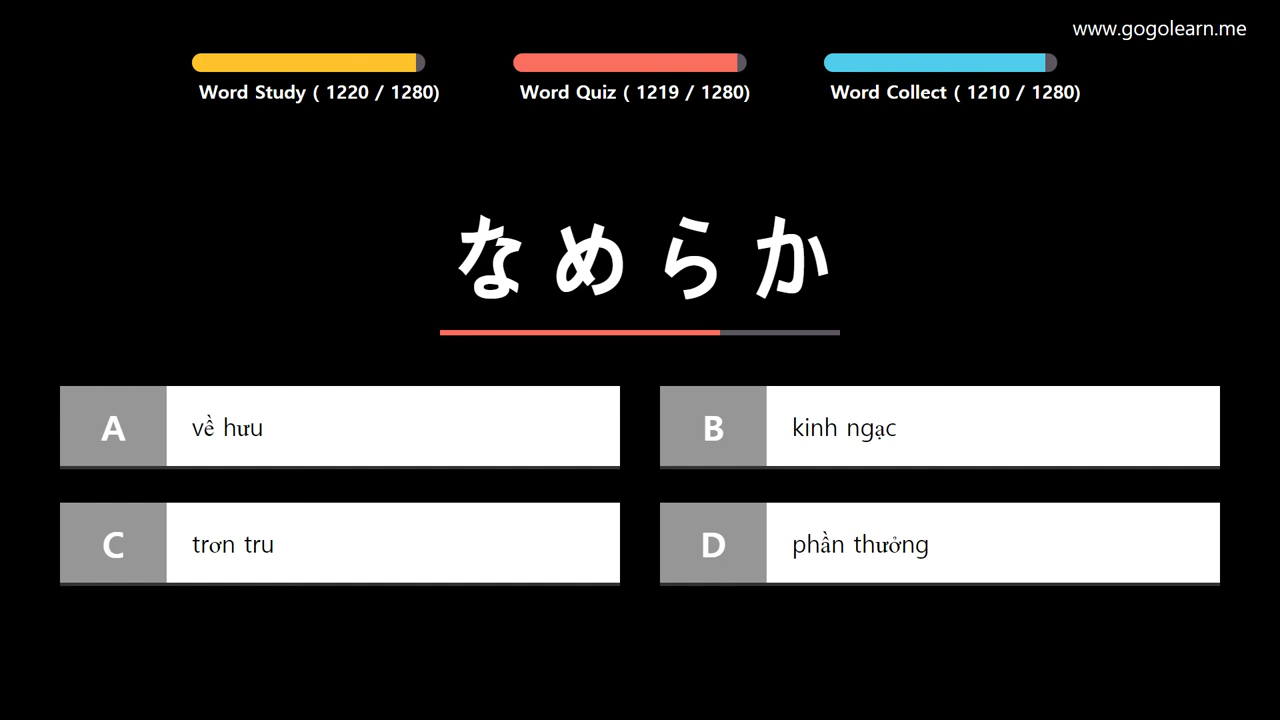 www.gogolearn.me
Word Study ( 1220 / 1280)
Word Quiz ( 1219 / 1280)
Word Collect ( 1210 / 1280)
なめらか
A
về hưu
B
kinh ngạc
C
trơn tru
D
phần thưởng